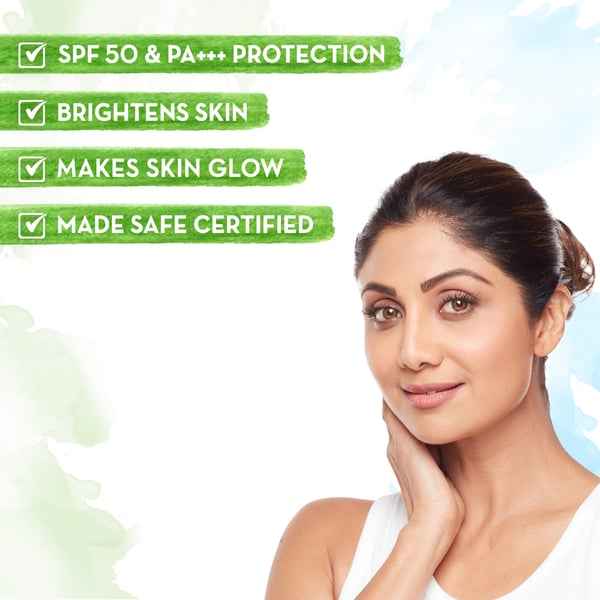 SPF 50 & PA+++ PROTECTION
BRIGHTENS SKIN
MAKES SKIN GLOW
MADE SAFE CERTIFIED